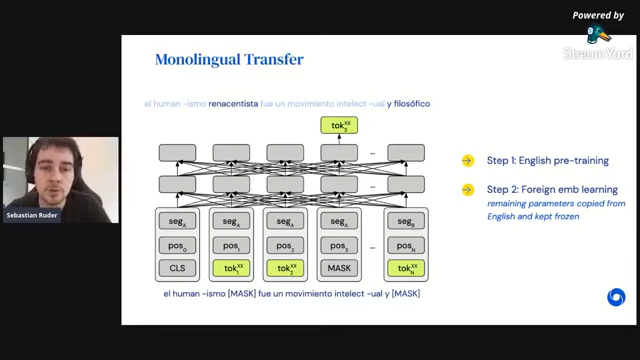 Powered by
StreamYard
Monolingual Transfer
el human -ismo renacentista fue un movimiento intelect -ual y filosófico
tok₃ˣˣ
...
...
seg_A seg_A seg_A seg_A seg_B
pos₀ pos₁ pos₂ pos₃ ... pos_N
CLS tok₁ˣˣ tok₂ˣˣ MASK tok_Nˣˣ
el human -ismo [MASK] fue un movimiento intelect -ual y [MASK]
Step 1: English pre-training
Step 2: Foreign emb learning
remaining parameters copied from
English and kept frozen
Sebastian Ruder